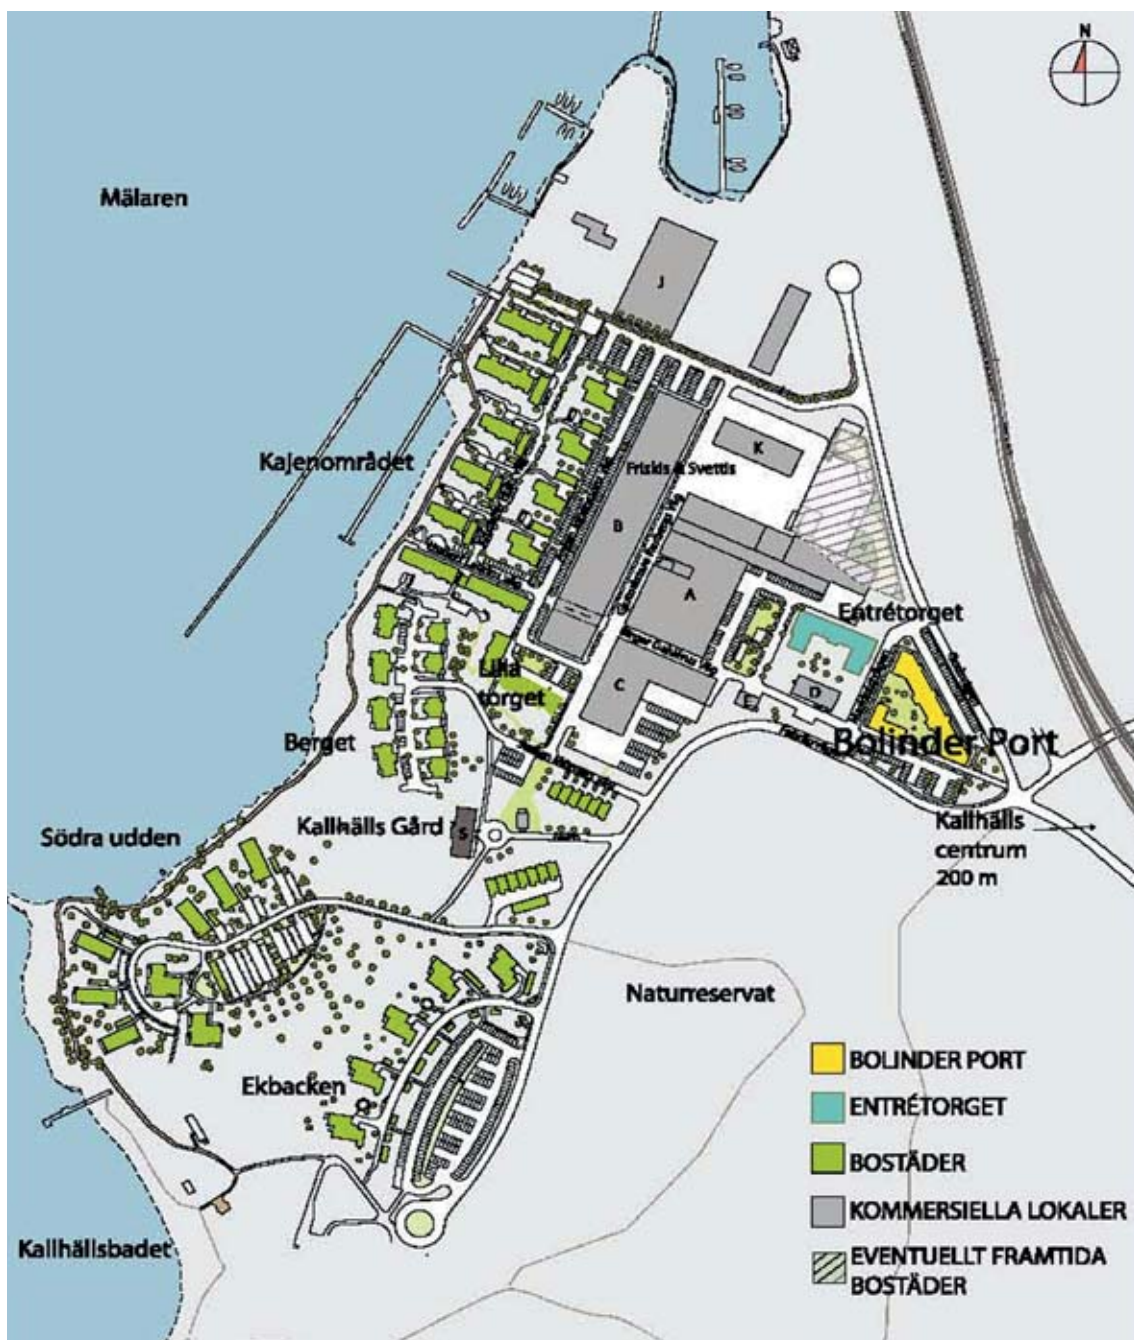 N
Mälaren
J
Kajenområdet
K
Friskis & Svettis
B
A
Entrétorget
Lilla
torget
C
D
Bolinder Port
Berget
Kallhälls Gård
S
Södra udden
Kallhälls
centrum
200 m
Naturreservat
Ekbacken
Kallhällsbadet
BOLINDER PORT
ENTRÉTORGET
BOSTÄDER
KOMMERSIELLA LOKALER
EVENTUELLT FRAMTIDA
BOSTÄDER